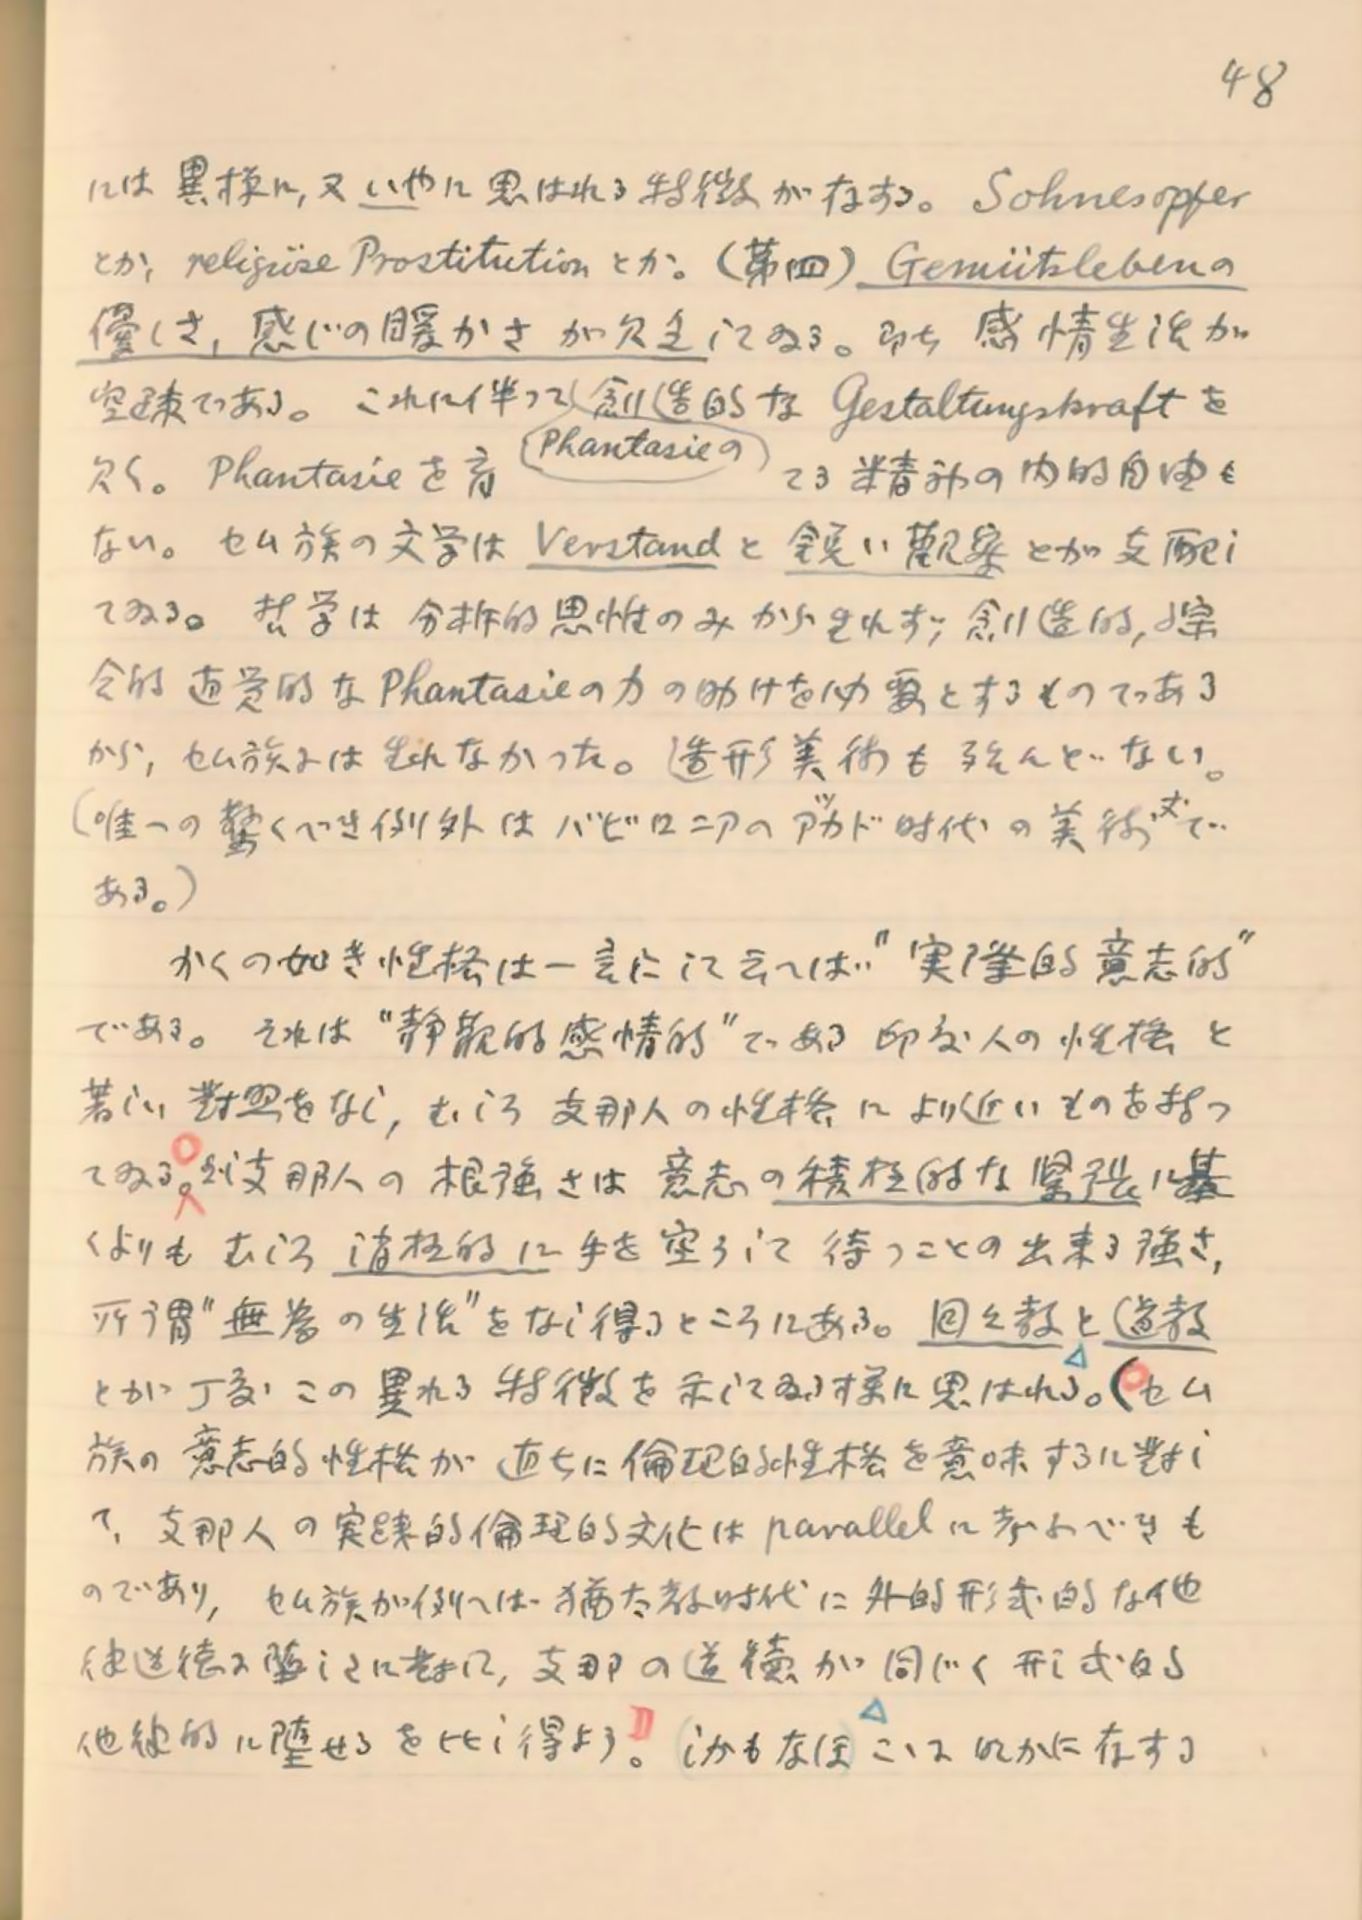 48
には異様に, 又いやに思はれる特徴が存する。 Sohnesopfer
とか, religiöse Prostitution とか。(第四) Gemütsleben の
優しさ, 感じの暖かさが欠乏してゐる。即ち 感情生活が
空疎である。 これに伴つて 創造的な Gestaltungskraft を
Phantasie の
欠く。 Phantasie を育てる精神の内的自由も
ない。 セム族の文学は Verstand と鋭い觀察とが支配し
てゐる。 哲学は分析的思惟のみから生れず, 創造的, 綜
合的 直覚的な Phantasie の力の助けを必要とするものである
から, セム族には生れなかつた。 造形美術も殆んどない。
(唯一の驚くべき例外はバビロニアのアッカド時代の美術丈で
ある。)
かくの如き性格は一言にして云へば "実際的意志的"
である。 それは "静観的感情的" である印度人の性格と
著しい對照をなし, むしろ支那人の性格により近いものを持つ
てゐる。が支那人の根強さは意志の積極的な緊張に基
くよりもむしろ消極的に手を空うして待つことの出来る強さ,
所謂 "無為の生活" をなし得るところにある。 回々教と道教
とが丁度この異れる特徴を示してゐる様に思はれる。(セム
族の意志的性格が直ちに倫理的性格を意味するに對し
て, 支那人の実践的倫理的文化は parallel に考ふべきも
のであり, セム族が例へば猶太教時代に外的形式的な他
律道徳に堕したに對して, 支那の道徳が同じく形式的
他律的に堕せるを比し得よう。(しかもなほこゝに 明かに存する